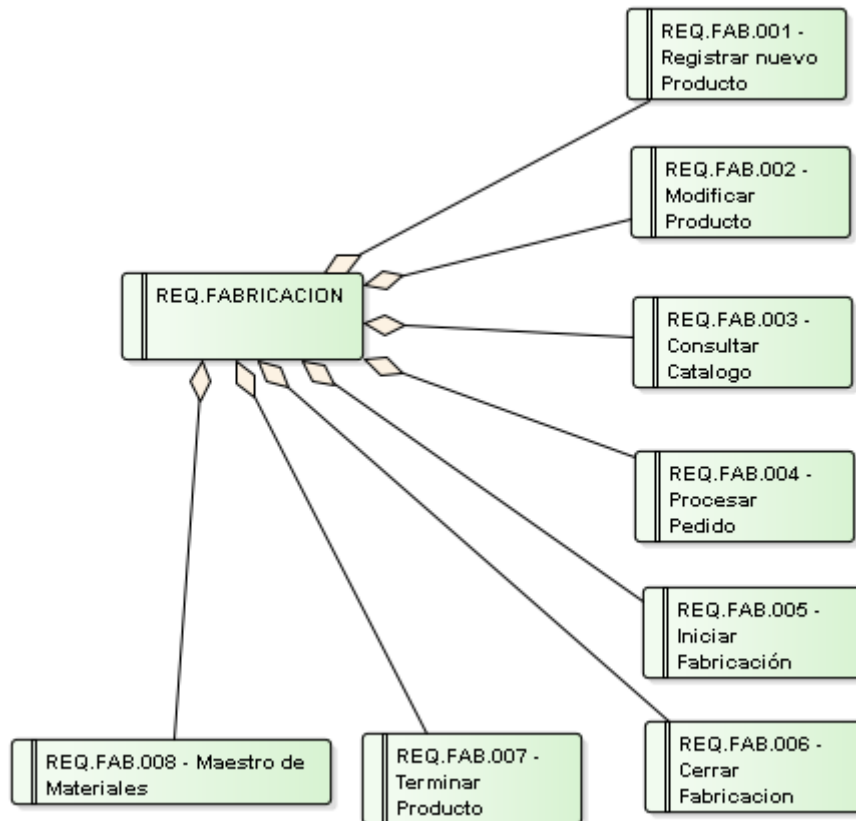 REQ.FAB.001 -
Registrar nuevo
Producto
REQ.FAB.002 -
Modificar
Producto
REQ.FABRICACION
REQ.FAB.003 -
Consultar
Catalogo
REQ.FAB.004 -
Procesar
Pedido
REQ.FAB.005 -
Iniciar
Fabricación
REQ.FAB.006 -
Cerrar
Fabricacion
REQ.FAB.007 -
Terminar
Producto
REQ.FAB.008 - Maestro de
Materiales